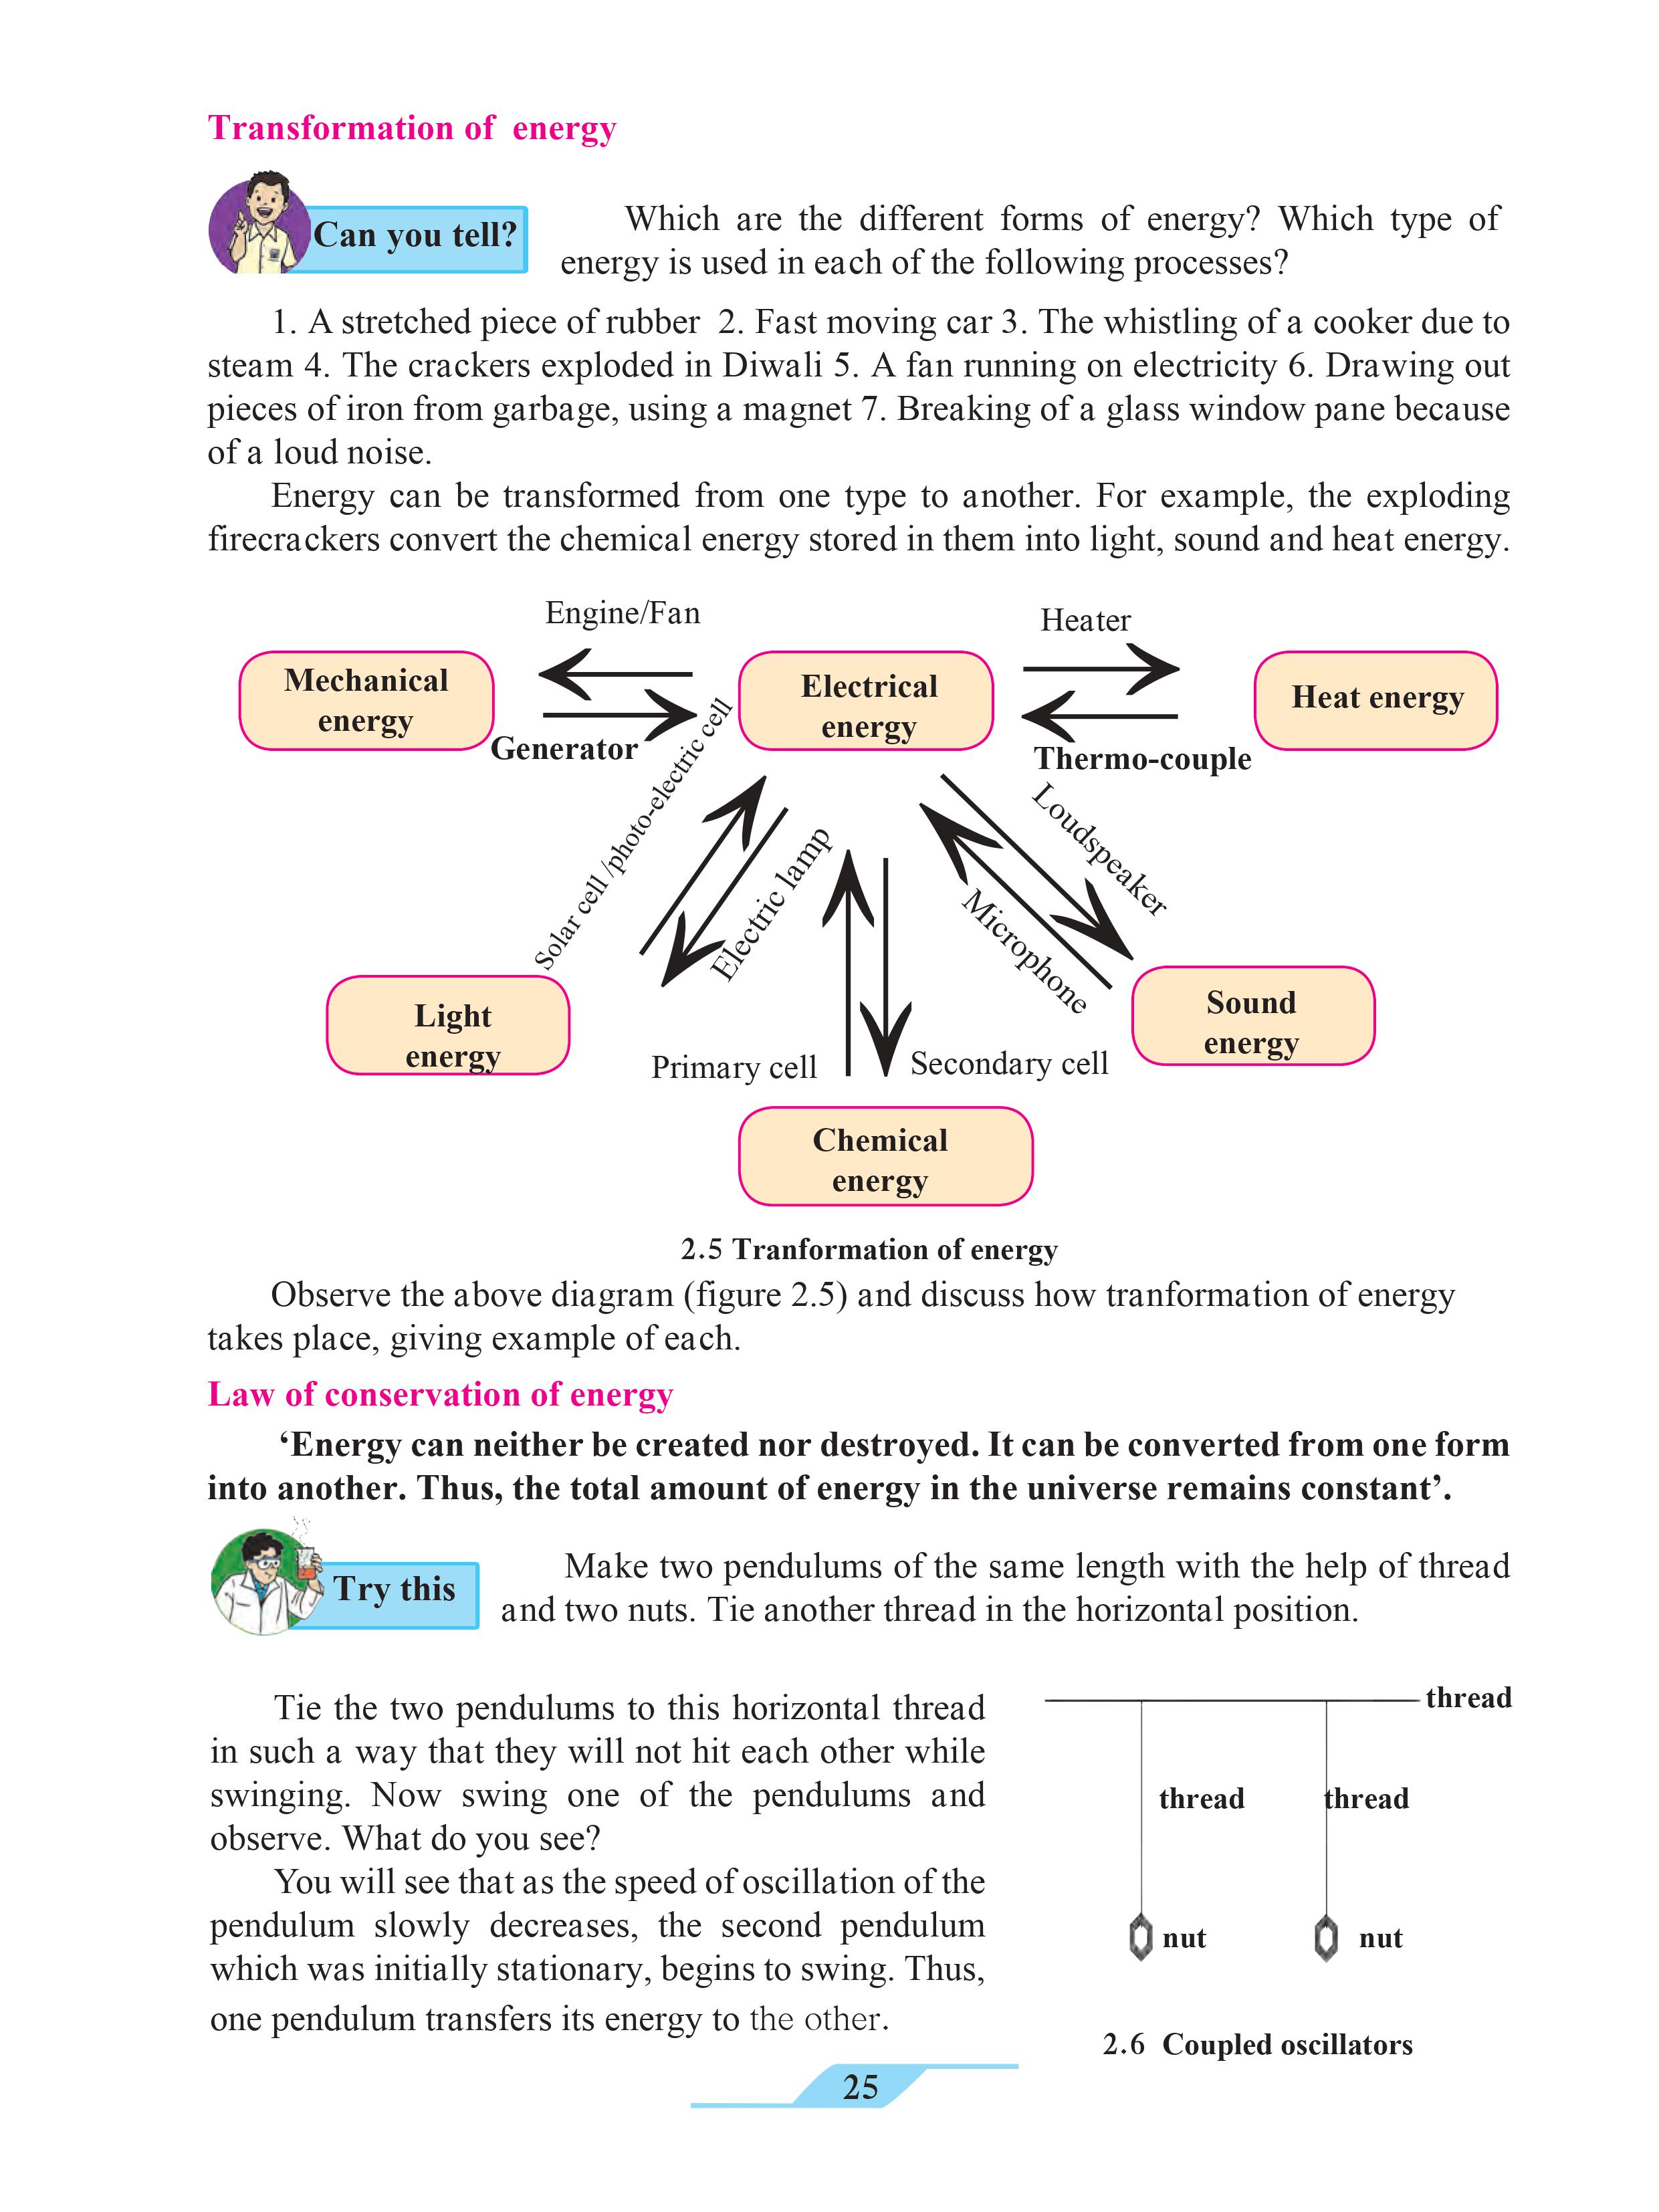 Transformation of energy
Can you tell?
Which are the different forms of energy? Which type of
energy is used in each of the following processes?
1. A stretched piece of rubber 2. Fast moving car 3. The whistling of a cooker due to
steam 4. The crackers exploded in Diwali 5. A fan running on electricity 6. Drawing out
pieces of iron from garbage, using a magnet 7. Breaking of a glass window pane because
of a loud noise.
Energy can be transformed from one type to another. For example, the exploding
firecrackers convert the chemical energy stored in them into light, sound and heat energy.
Engine/Fan
Heater
Mechanical
energy
Electrical
energy
Heat energy
Generator
Thermo-couple
Solar cell /photo-electric cell
Electric lamp
Loudspeaker
Microphone
Light
energy
Sound
energy
Primary cell
Secondary cell
Chemical
energy
2.5 Tranformation of energy
Observe the above diagram (figure 2.5) and discuss how tranformation of energy
takes place, giving example of each.
Law of conservation of energy
‘Energy can neither be created nor destroyed. It can be converted from one form
into another. Thus, the total amount of energy in the universe remains constant’.
Try this
Make two pendulums of the same length with the help of thread
and two nuts. Tie another thread in the horizontal position.
Tie the two pendulums to this horizontal thread
in such a way that they will not hit each other while
swinging. Now swing one of the pendulums and
observe. What do you see?
You will see that as the speed of oscillation of the
pendulum slowly decreases, the second pendulum
which was initially stationary, begins to swing. Thus,
one pendulum transfers its energy to the other.
thread
thread
thread
nut
nut
2.6 Coupled oscillators
25